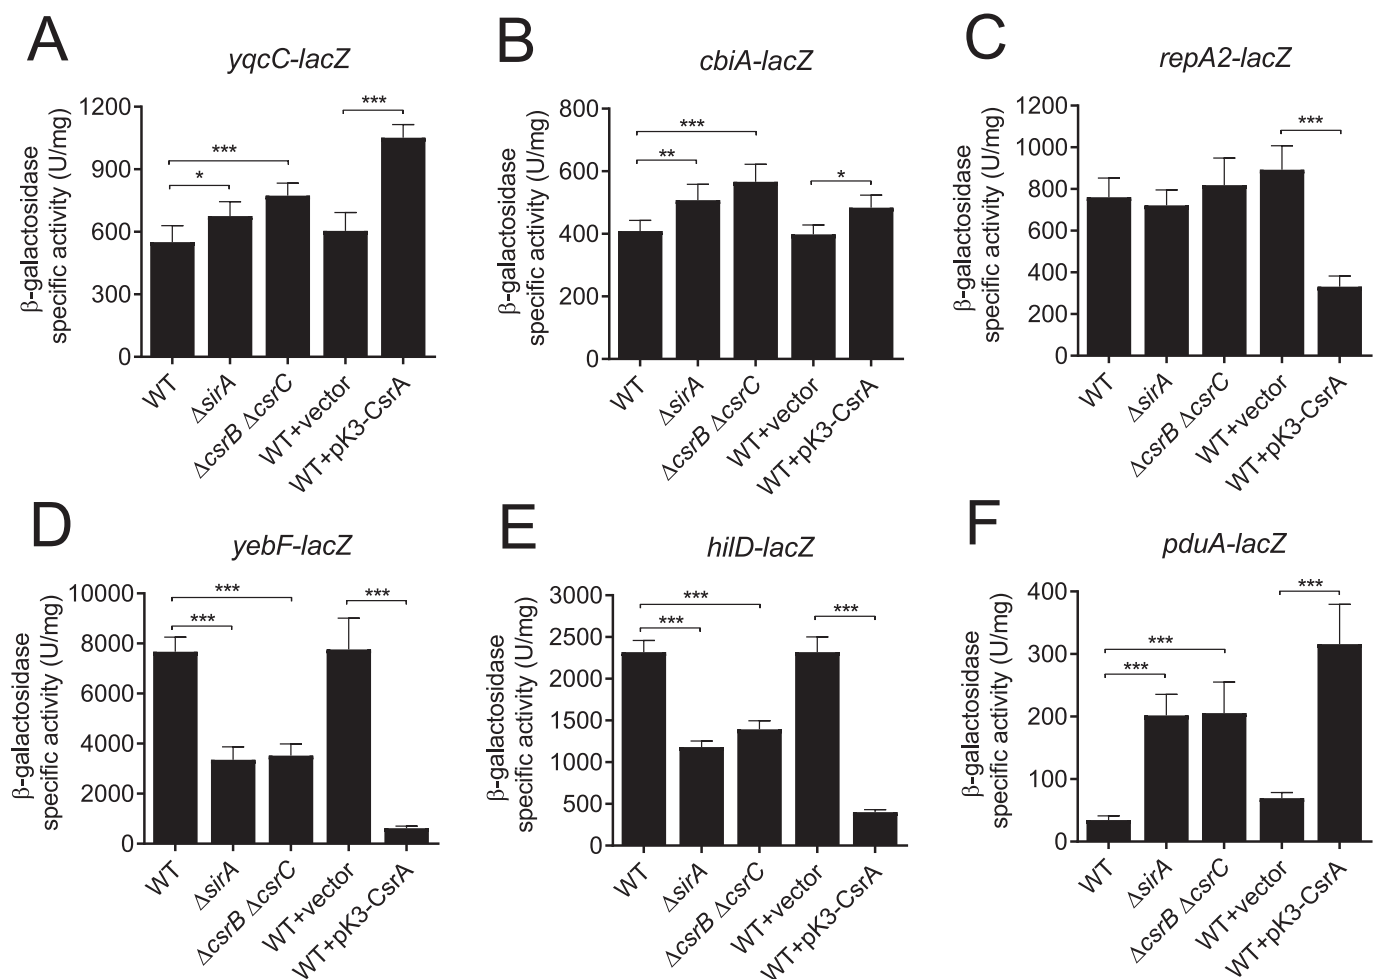 A
yqcC-lacZ
β-galactosidase
specific activity (U/mg)
1200
900
600
300
0
***
*
***
WT
ΔsirA
ΔcsrB ΔcsrC
WT+vector
WT+pK3-CsrA
B
cbiA-lacZ
β-galactosidase
specific activity (U/mg)
800
600
400
200
0
***
**
*
WT
ΔsirA
ΔcsrB ΔcsrC
WT+vector
WT+pK3-CsrA
C
repA2-lacZ
β-galactosidase
specific activity (U/mg)
1200
1000
800
600
400
200
0
***
WT
ΔsirA
ΔcsrB ΔcsrC
WT+vector
WT+pK3-CsrA
D
yebF-lacZ
β-galactosidase
specific activity (U/mg)
10000
8000
6000
4000
2000
0
***
***
***
WT
ΔsirA
ΔcsrB ΔcsrC
WT+vector
WT+pK3-CsrA
E
hilD-lacZ
β-galactosidase
specific activity (U/mg)
3000
2500
2000
1500
1000
500
0
***
***
***
WT
ΔsirA
ΔcsrB ΔcsrC
WT+vector
WT+pK3-CsrA
F
pduA-lacZ
β-galactosidase
specific activity (U/mg)
400
300
200
100
0
***
***
***
WT
ΔsirA
ΔcsrB ΔcsrC
WT+vector
WT+pK3-CsrA